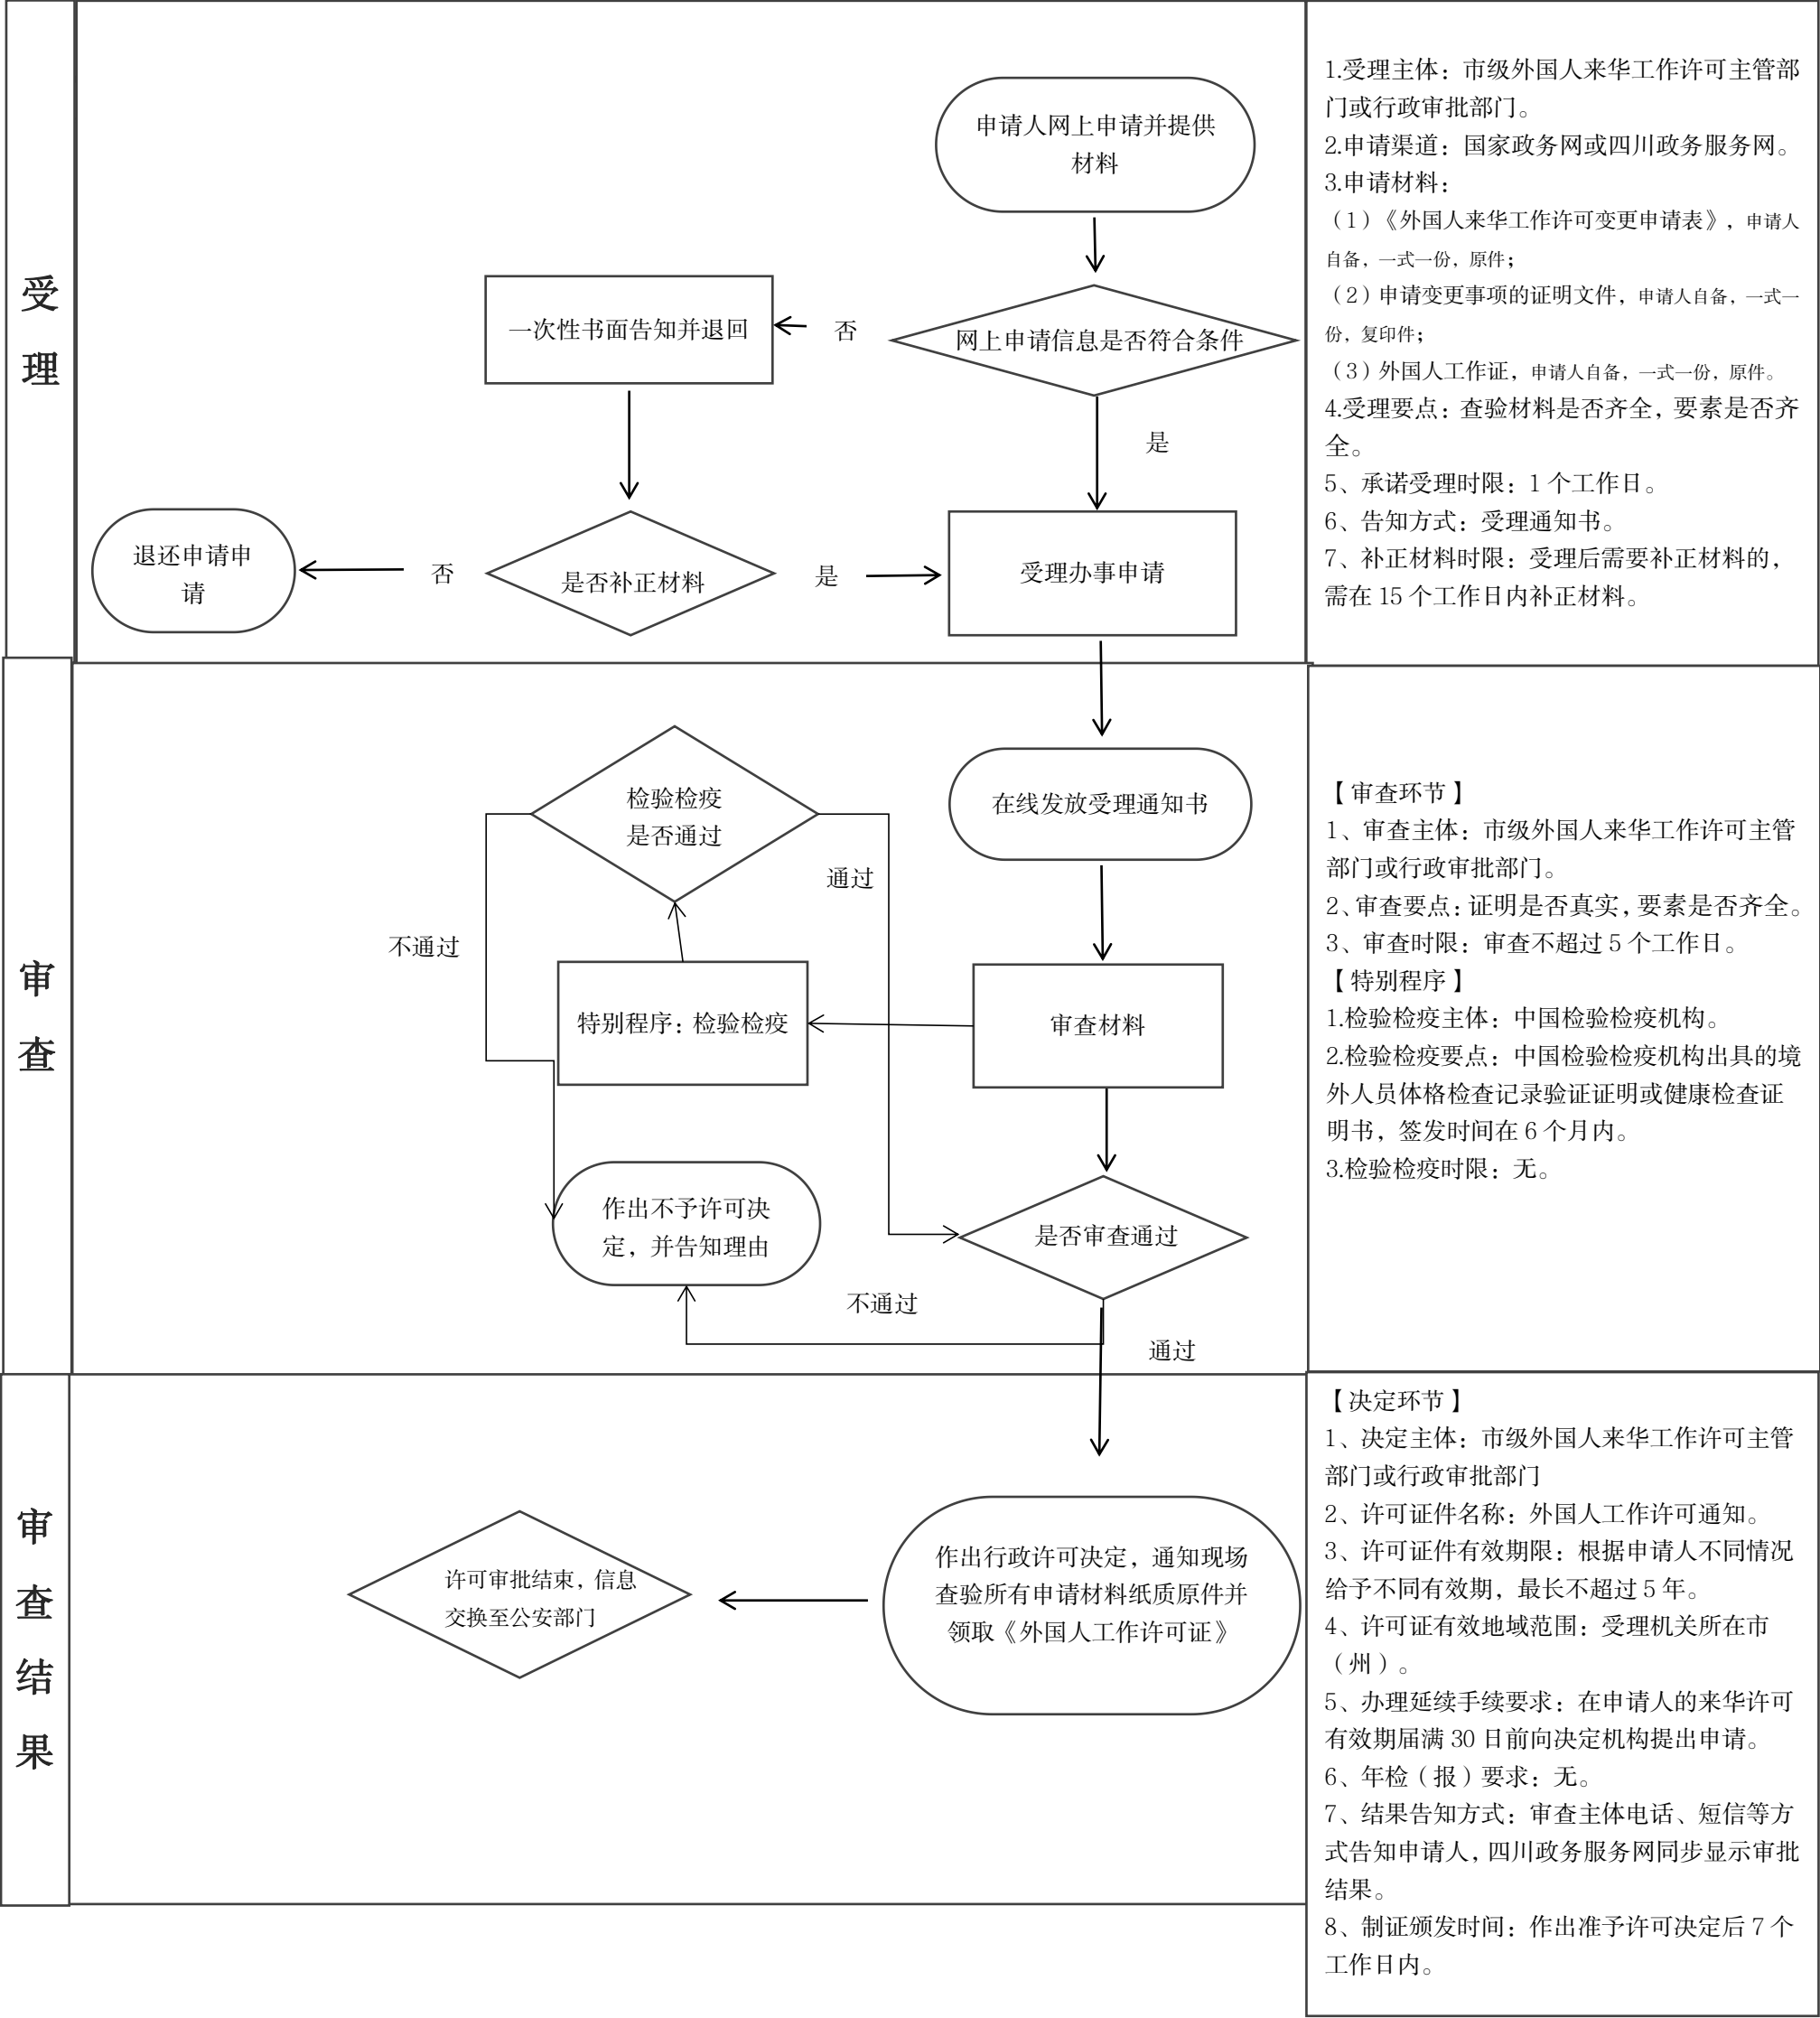 受
理
申请人网上申请并提供
材料
一次性书面告知并退回
否
网上申请信息是否符合条件
是
退还申请申
请
否
是否补正材料
是
受理办事申请
1.受理主体：市级外国人来华工作许可主管部
门或行政审批部门。
2.申请渠道：国家政务网或四川政务服务网。
3.申请材料：
（1）《外国人来华工作许可变更申请表》，申请人
自备，一式一份，原件；
（2）申请变更事项的证明文件，申请人自备，一式一
份，复印件；
（3）外国人工作证，申请人自备，一式一份，原件。
4.受理要点：查验材料是否齐全，要素是否齐
全。
5、承诺受理时限：1 个工作日。
6、告知方式：受理通知书。
7、补正材料时限：受理后需要补正材料的，
需在 15 个工作日内补正材料。
审
查
检验检疫
是否通过
在线发放受理通知书
通过
不通过
特别程序：检验检疫
审查材料
作出不予许可决
定，并告知理由
是否审查通过
不通过
通过
【审查环节】
1、审查主体：市级外国人来华工作许可主管
部门或行政审批部门。
2、审查要点：证明是否真实，要素是否齐全。
3、审查时限：审查不超过 5 个工作日。
【特别程序】
1.检验检疫主体：中国检验检疫机构。
2.检验检疫要点：中国检验检疫机构出具的境
外人员体格检查记录验证证明或健康检查证
明书，签发时间在 6 个月内。
3.检验检疫时限：无。
审
查
结
果
许可审批结束，信息
交换至公安部门
作出行政许可决定，通知现场
查验所有申请材料纸质原件并
领取《外国人工作许可证》
【决定环节】
1、决定主体：市级外国人来华工作许可主管
部门或行政审批部门
2、许可证件名称：外国人工作许可通知。
3、许可证件有效期限：根据申请人不同情况
给予不同有效期，最长不超过 5 年。
4、许可证有效地域范围：受理机关所在市
（州）。
5、办理延续手续要求：在申请人的来华许可
有效期届满 30 日前向决定机构提出申请。
6、年检（报）要求：无。
7、结果告知方式：审查主体电话、短信等方
式告知申请人，四川政务服务网同步显示审批
结果。
8、制证颁发时间：作出准予许可决定后 7 个
工作日内。